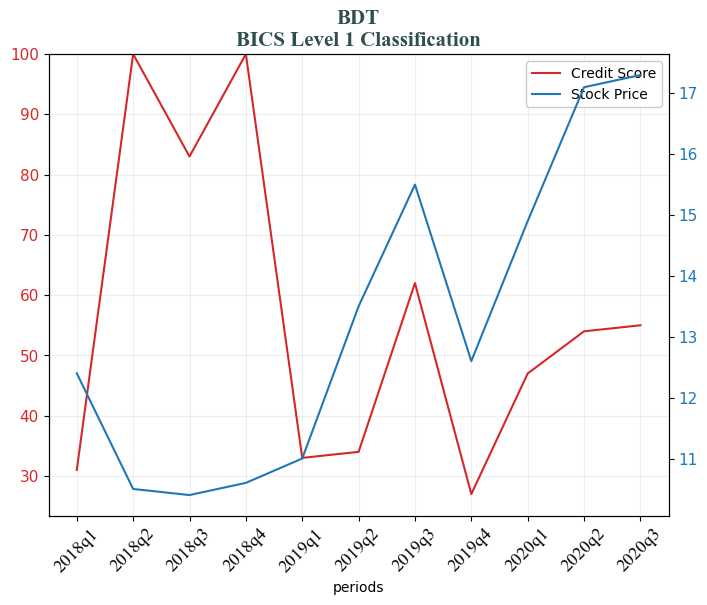 BDT
BICS Level 1 Classification
100
90
80
70
60
50
40
30
Credit Score
Stock Price
17
16
15
14
13
12
11
2018q1
2018q2
2018q3
2018q4
2019q1
2019q2
2019q3
2019q4
2020q1
2020q2
2020q3
periods